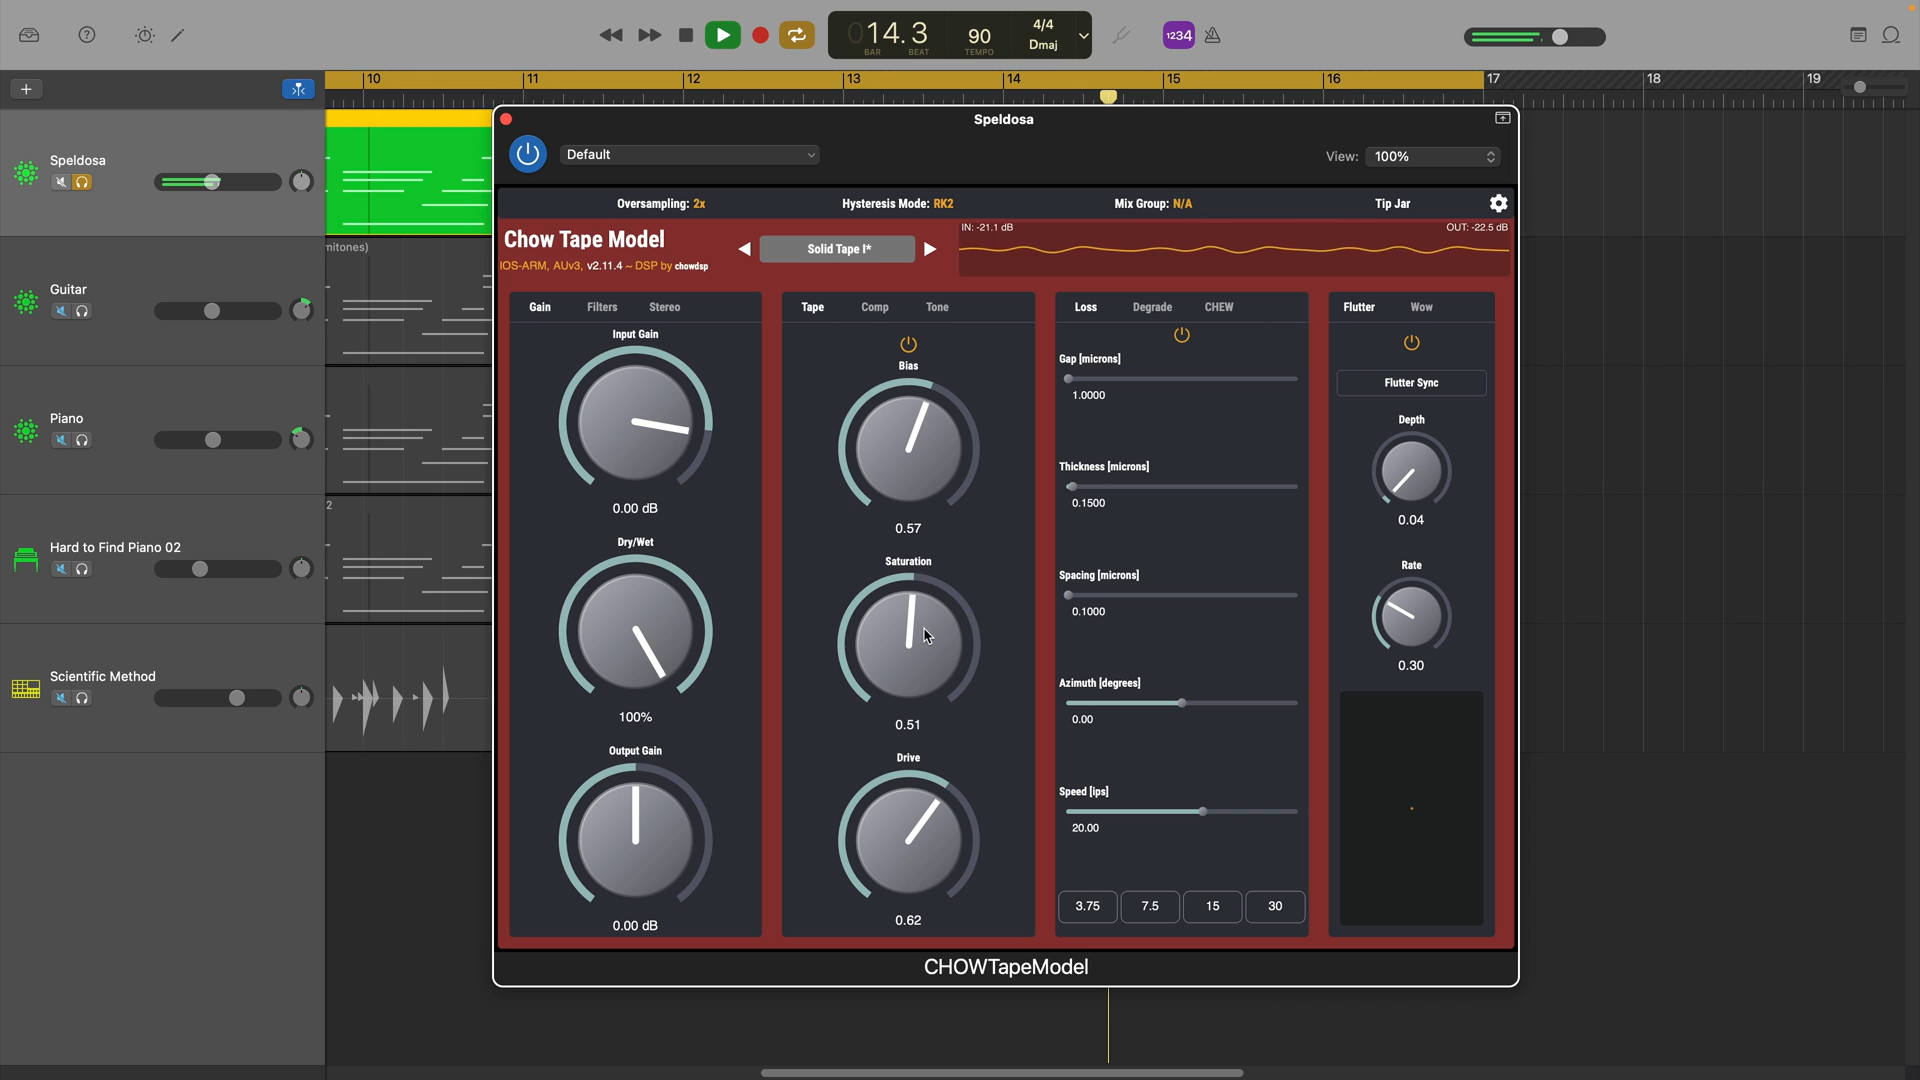 014.3
BAR BEAT
90
TEMPO
4/4
Dmaj
1234
10 11 12 13 14 15 16 17 18 19
Speldosa
nitones)
Guitar
Piano
2
Hard to Find Piano 02
Scientific Method
Speldosa
Default
View: 100%
Oversampling: 2x
Hysteresis Mode: RK2
Mix Group: N/A
Tip Jar
Chow Tape Model
IOS-ARM, AUv3, v2.11.4 ~ DSP by chowdsp
Solid Tape I*
IN: -21.1 dB
OUT: -22.5 dB
Gain Filters Stereo
Input Gain
0.00 dB
Dry/Wet
100%
Output Gain
0.00 dB
Tape Comp Tone
Bias
0.57
Saturation
0.51
Drive
0.62
Loss Degrade CHEW
Gap [microns]
1.0000
Thickness [microns]
0.1500
Spacing [microns]
0.1000
Azimuth [degrees]
0.00
Speed [ips]
20.00
3.75 7.5 15 30
Flutter Wow
Flutter Sync
Depth
0.04
Rate
0.30
CHOWTapeModel